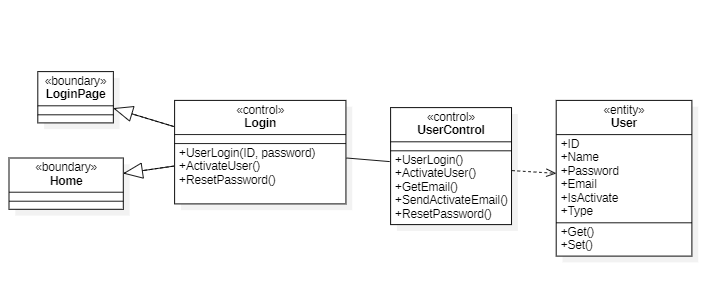 «boundary»
LoginPage
«boundary»
Home
«control»
Login
+UserLogin(ID, password)
+ActivateUser()
+ResetPassword()
«control»
UserControl
+UserLogin()
+ActivateUser()
+GetEmail()
+SendActivateEmail()
+ResetPassword()
«entity»
User
+ID
+Name
+Password
+Email
+IsActivate
+Type
+Get()
+Set()